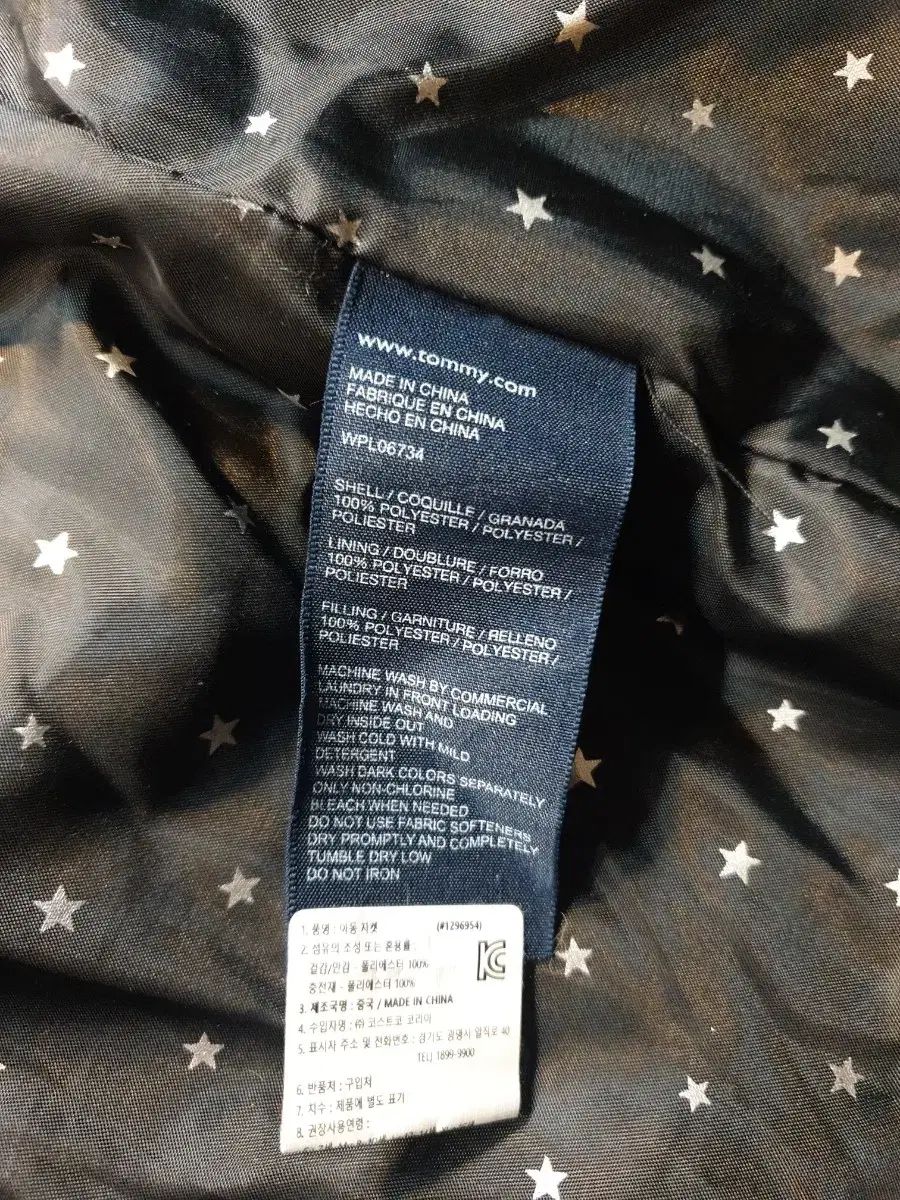 www.tommy.com
MADE IN CHINA
FABRIQUE EN CHINA
HECHO EN CHINA
WPL06734
SHELL / COQUILLE / GRANADA
100% POLYESTER / POLYESTER /
POLIESTER
LINING / DOUBLURE / FORRO
100% POLYESTER / POLYESTER /
POLIESTER
FILLING / GARNITURE / RELLENO
100% POLYESTER / POLYESTER /
POLIESTER
MACHINE WASH BY COMMERCIAL
LAUNDRY IN FRONT LOADING
MACHINE WASH AND
DRY INSIDE OUT
WASH COLD WITH MILD
DETERGENT
WASH DARK COLORS SEPARATELY
ONLY NON-CHLORINE
BLEACH WHEN NEEDED
DO NOT USE FABRIC SOFTENERS
DRY PROMPTLY AND COMPLETELY
TUMBLE DRY LOW
DO NOT IRON
1. 품명 : 아동 자켓 (#1296954)
2. 섬유의 조성 또는 혼용률 :
겉감/안감 - 폴리에스터 100%
충전재 - 폴리에스터 100%
KC
3. 제조국명 : 중국 / MADE IN CHINA
4. 수입자명 : ㈜ 코스트코 코리아
5. 표시자 주소 및 전화번호 : 경기도 광명시 일직로 40
TEL) 1899-9900
6. 반품처 : 구입처
7. 치수 : 제품에 별도 표기
8. 권장사용연령 :